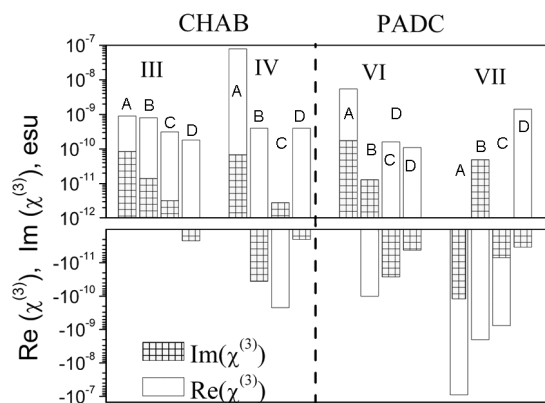 CHAB PADC
III IV VI VII
A B C D A B C D A B C D D A B C D
10⁻⁷
10⁻⁸
10⁻⁹
10⁻¹⁰
10⁻¹¹
10⁻¹²
-10⁻¹¹
-10⁻¹⁰
-10⁻⁹
-10⁻⁸
-10⁻⁷
Re (χ⁽³⁾), Im (χ⁽³⁾), esu
Im(χ⁽³⁾)
Re(χ⁽³⁾)